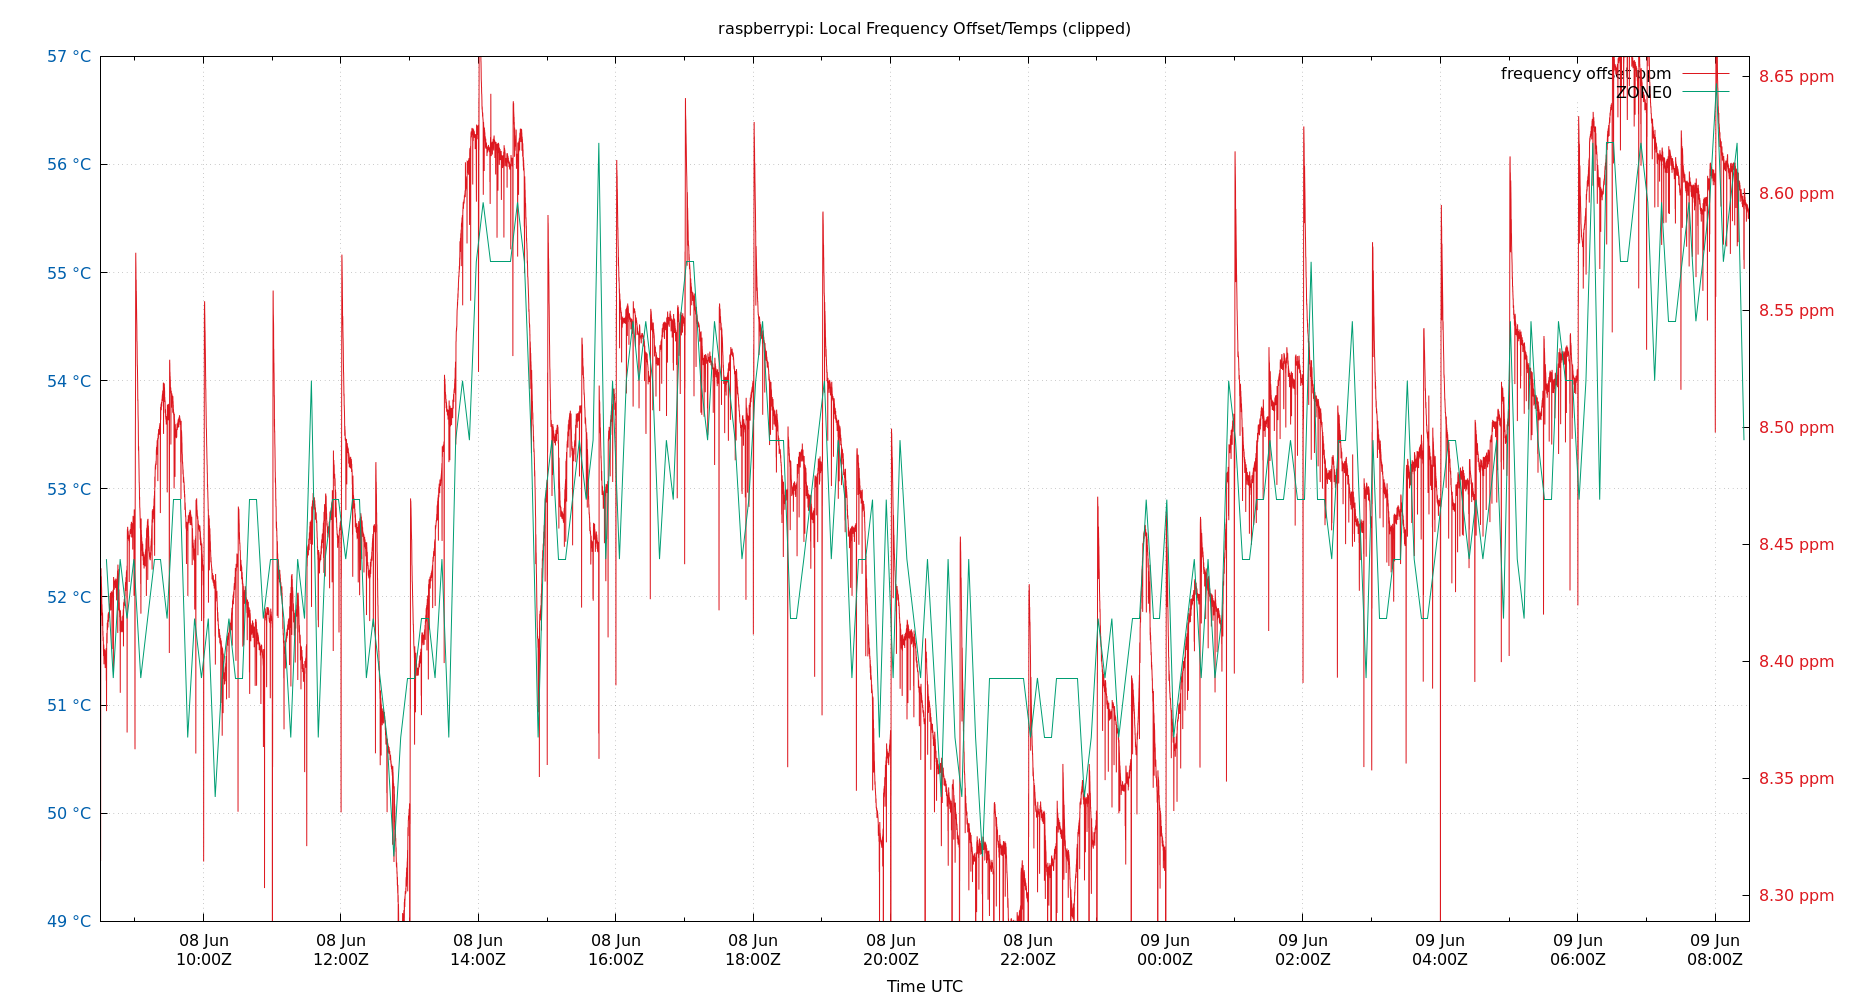 raspberrypi: Local Frequency Offset/Temps (clipped)
frequency offset ppm
ZONE0
57 °C
56 °C
55 °C
54 °C
53 °C
52 °C
51 °C
50 °C
49 °C
8.65 ppm
8.60 ppm
8.55 ppm
8.50 ppm
8.45 ppm
8.40 ppm
8.35 ppm
8.30 ppm
08 Jun
10:00Z
08 Jun
12:00Z
08 Jun
14:00Z
08 Jun
16:00Z
08 Jun
18:00Z
08 Jun
20:00Z
08 Jun
22:00Z
09 Jun
00:00Z
09 Jun
02:00Z
09 Jun
04:00Z
09 Jun
06:00Z
09 Jun
08:00Z
Time UTC